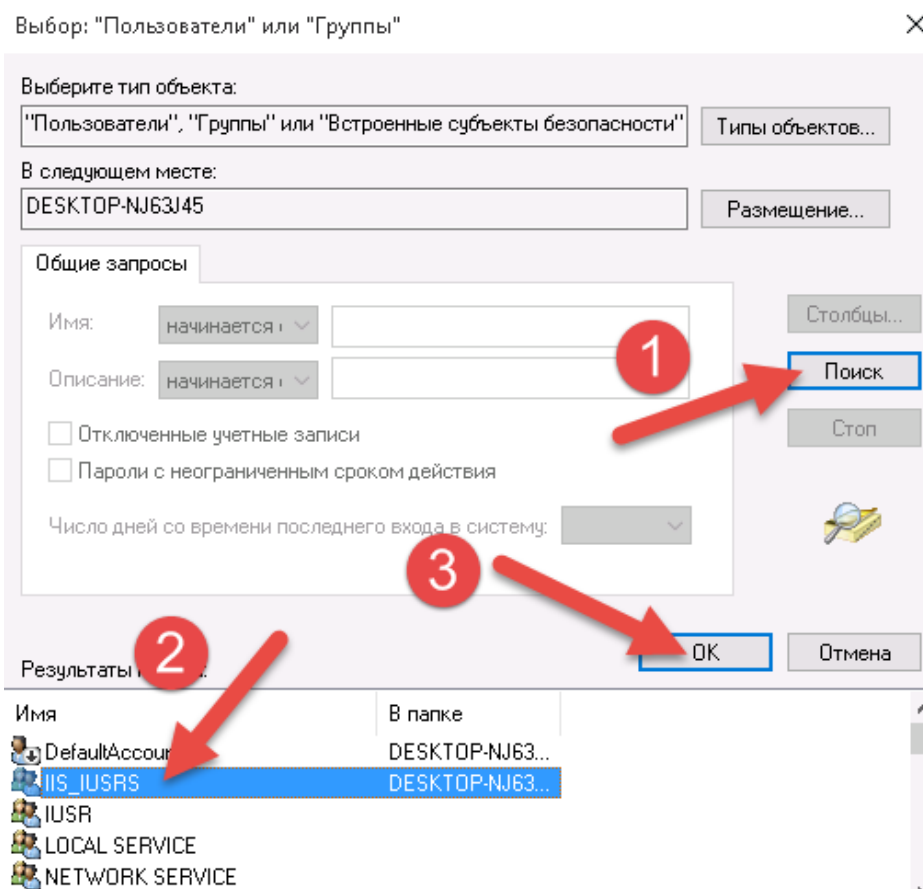 Выбор: "Пользователи" или "Группы"
Выберите тип объекта:
"Пользователи", "Группы" или "Встроенные субъекты безопасности"
Типы объектов...
В следующем месте:
DESKTOP-NJ63J45
Размещение...
Общие запросы
Имя:
начинается
Столбцы...
1
Поиск
Описание:
начинается
Отключенные учетные записи
Стоп
Пароли с неограниченным сроком действия
Число дней со времени последнего входа в систему:
3
2
OK
Отмена
Результаты
Имя
В папке
DefaultAccou
DESKTOP-NJ63...
IIS_IUSRS
DESKTOP-NJ63...
IUSR
LOCAL SERVICE
NETWORK SERVICE